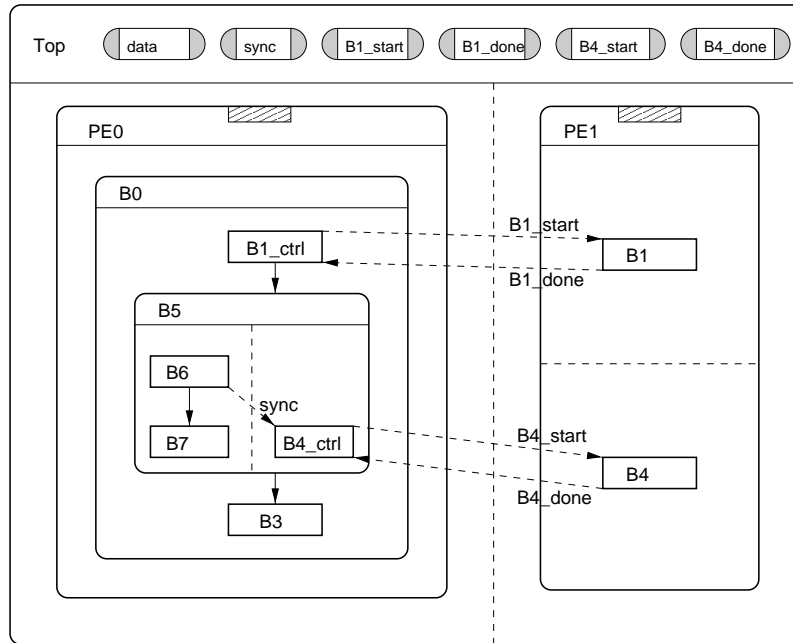 Top
data
sync
B1_start
B1_done
B4_start
B4_done
PE0
PE1
B0
B1_ctrl
B1_start
B1
B1_done
B5
B6
sync
B7
B4_ctrl
B4_start
B4
B4_done
B3